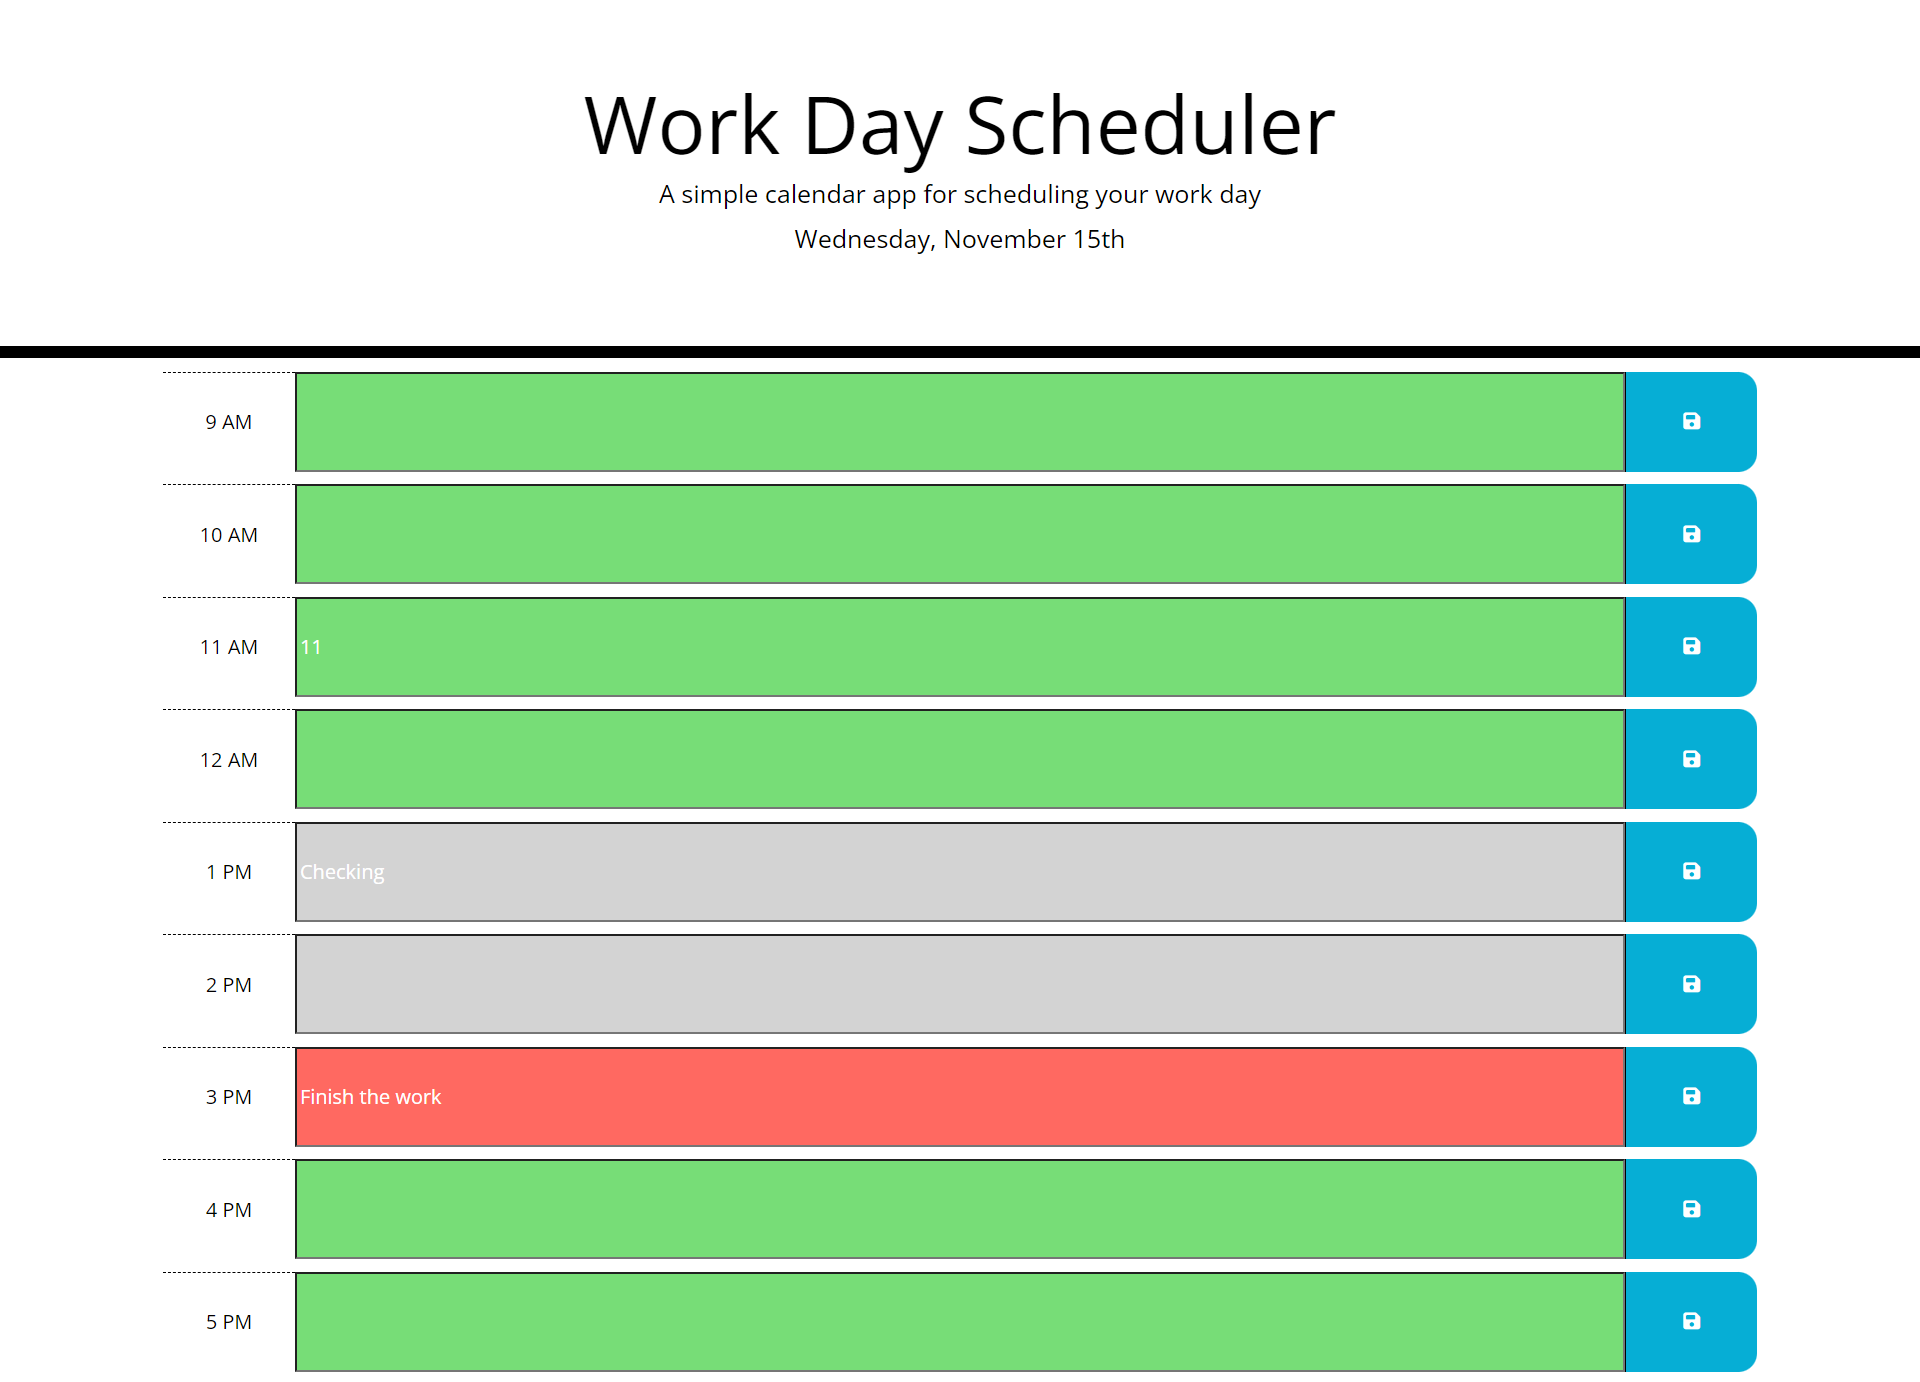 Work Day Scheduler
A simple calendar app for scheduling your work day
Wednesday, November 15th
9 AM
10 AM
11 AM 11
12 AM
1 PM Checking
2 PM
3 PM Finish the work
4 PM
5 PM